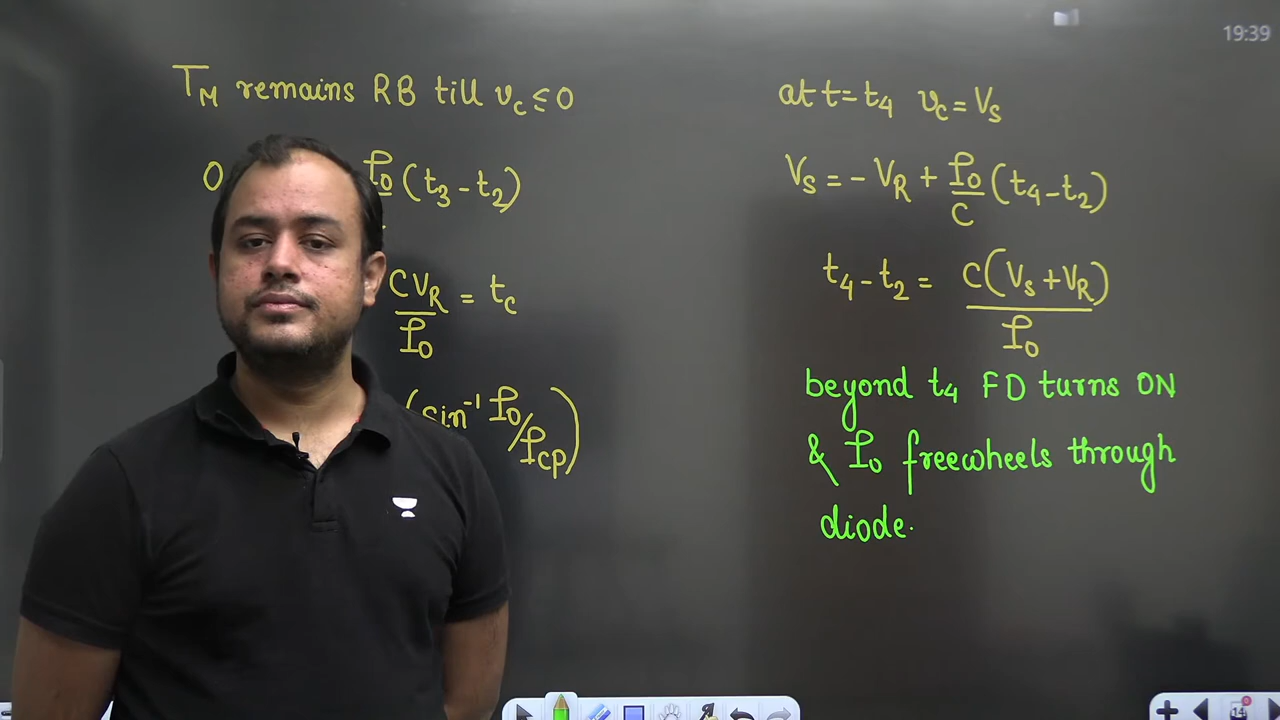 19:39
T_M remains RB till v_c ≤ 0
0 I_0 (t_3 - t_2)
CV_R / I_0 = t_c
(sin^-1 I_0/I_cp)
at t = t_4 v_c = V_s
V_s = - V_R + I_0/C (t_4 - t_2)
t_4 - t_2 = C(V_s + V_R) / I_0
beyond t_4 FD turns ON
& I_0 freewheels through
diode.
14